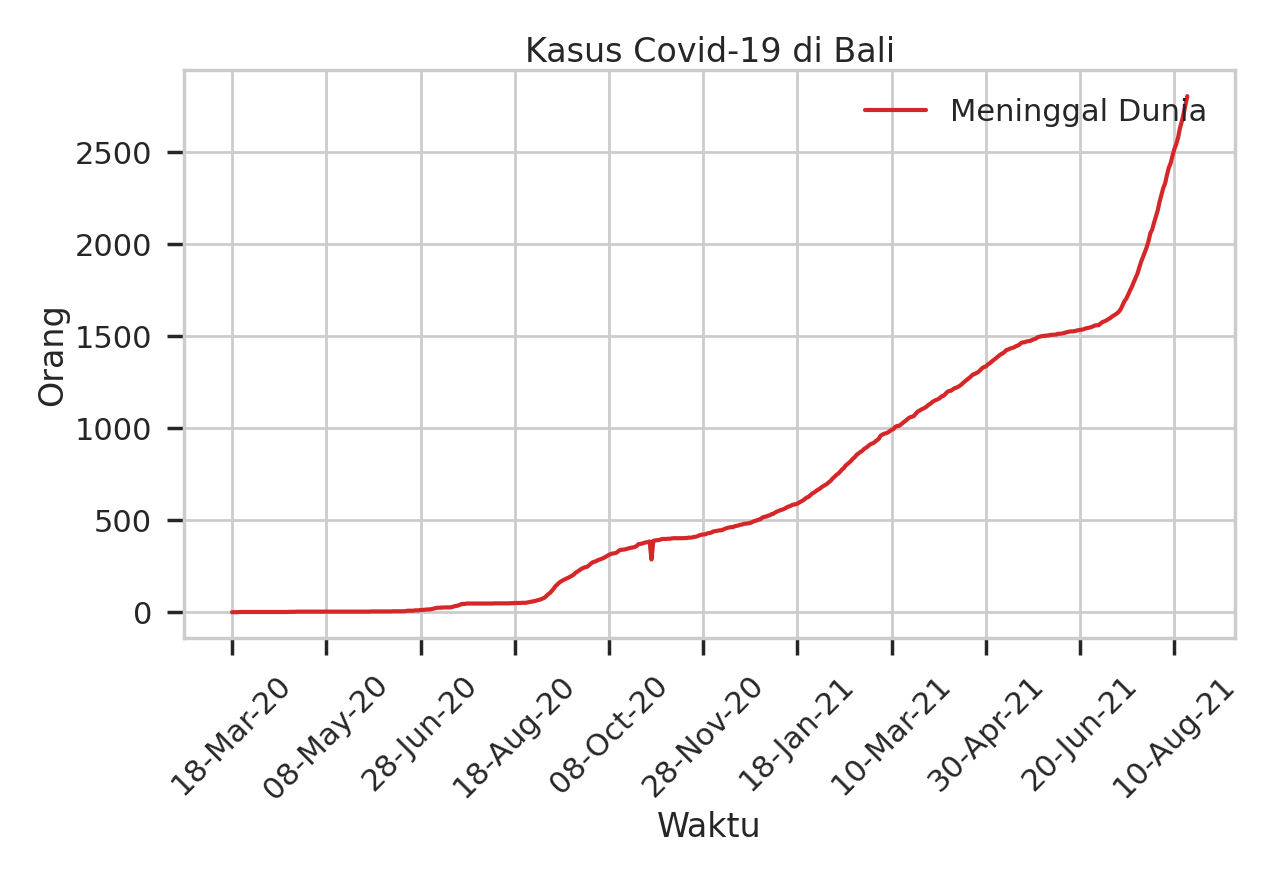 Kasus Covid-19 di Bali
Meninggal Dunia
2500
2000
1500
1000
500
0
Orang
18-Mar-20
08-May-20
28-Jun-20
18-Aug-20
08-Oct-20
28-Nov-20
18-Jan-21
10-Mar-21
30-Apr-21
20-Jun-21
10-Aug-21
Waktu